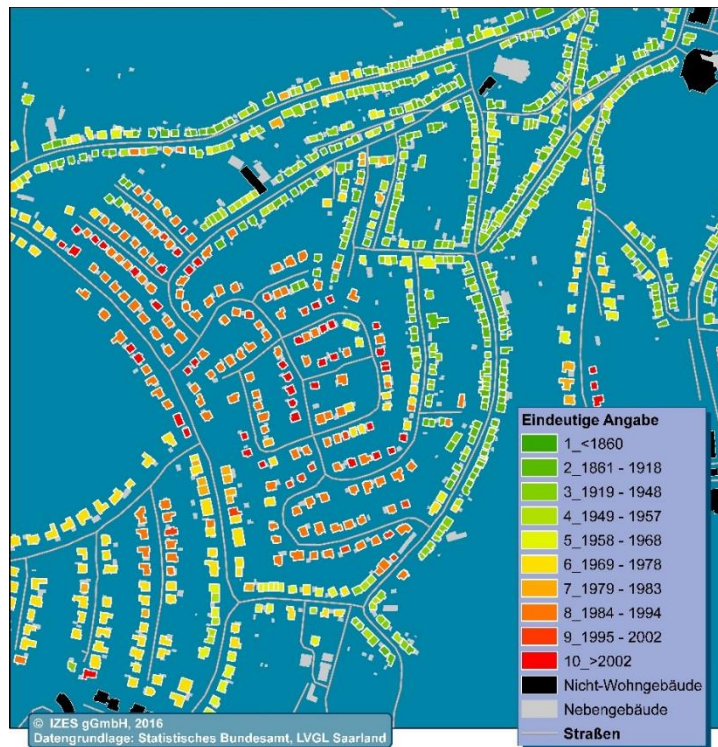 Eindeutige Angabe
1_<1860
2_1861 - 1918
3_1919 - 1948
4_1949 - 1957
5_1958 - 1968
6_1969 - 1978
7_1979 - 1983
8_1984 - 1994
9_1995 - 2002
10_>2002
Nicht-Wohngebäude
Nebengebäude
Straßen
© IZES gGmbH, 2016
Datengrundlage: Statistisches Bundesamt, LVGL Saarland